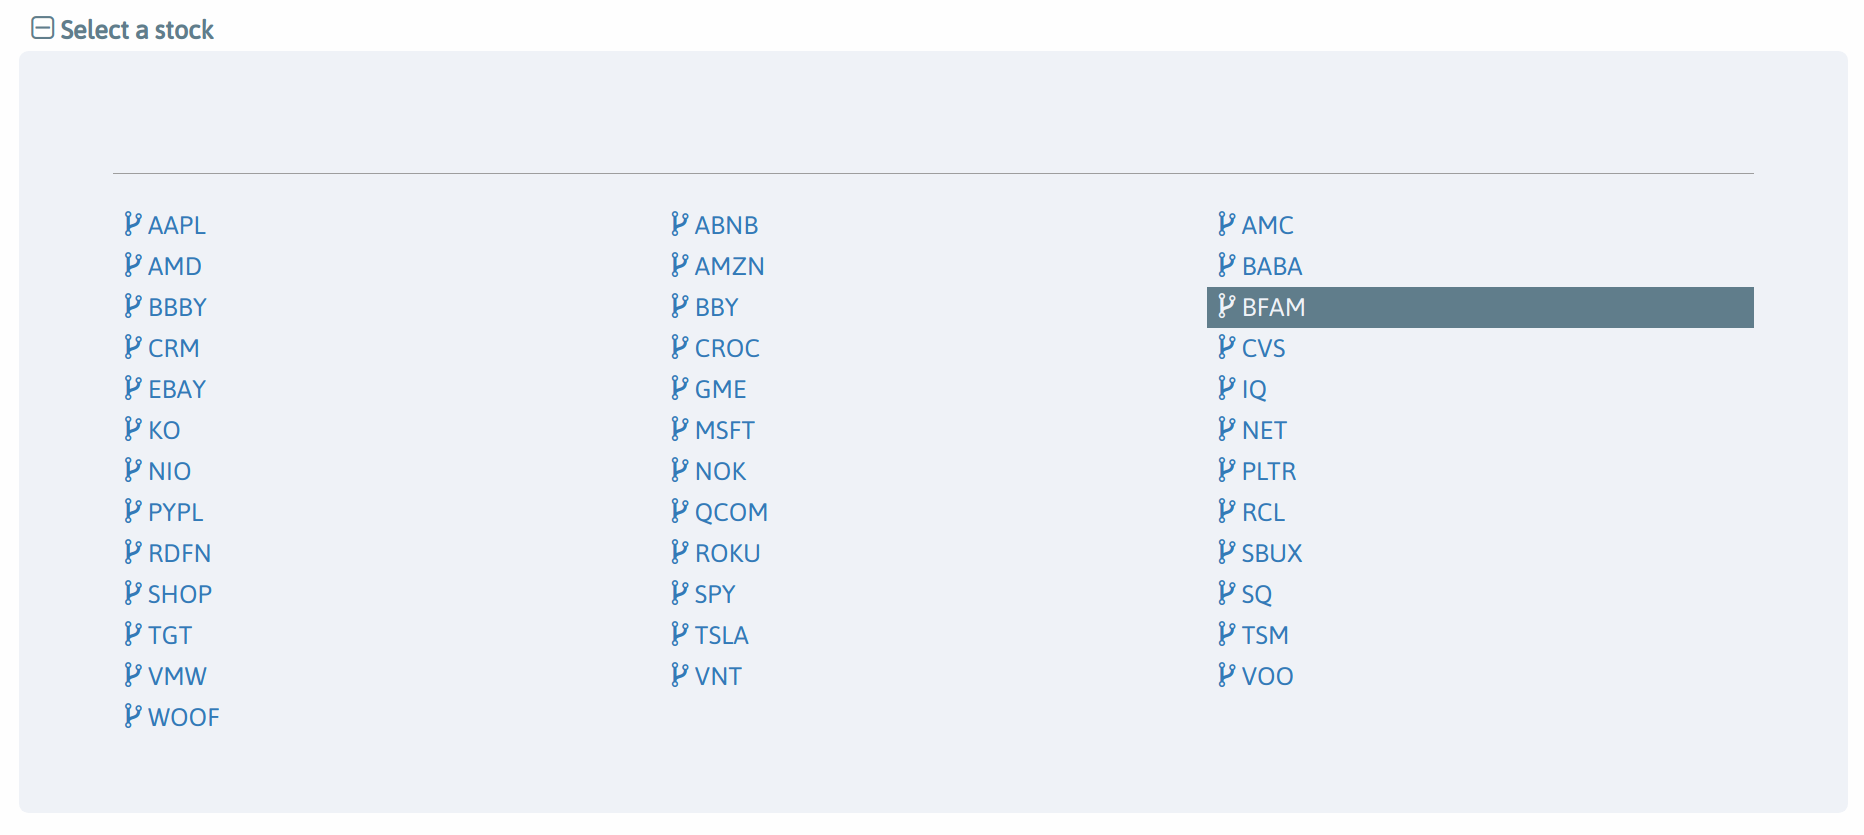 Select a stock
AAPL ABNB AMC
AMD AMZN BABA
BBBY BBY BFAM
CRM CROC CVS
EBAY GME IQ
KO MSFT NET
NIO NOK PLTR
PYPL QCOM RCL
RDFN ROKU SBUX
SHOP SPY SQ
TGT TSLA TSM
VMW VNT VOO
WOOF